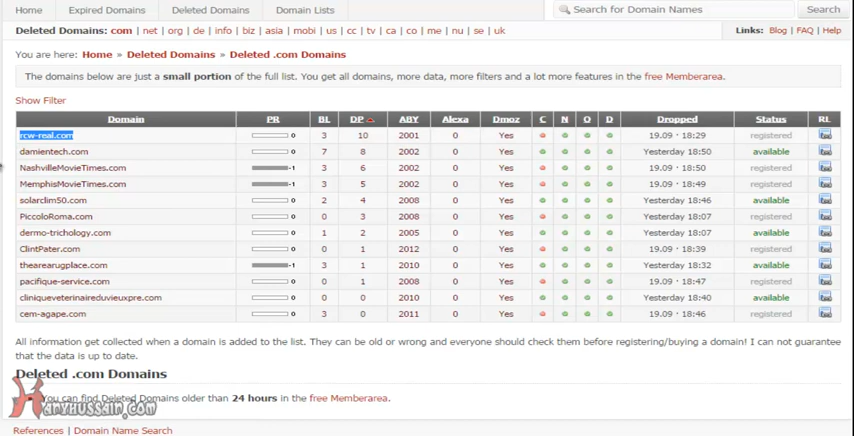 Home Expired Domains Deleted Domains Domain Lists Search for Domain Names Search
Deleted Domains: com | net | org | de | info | biz | asia | mobi | us | cc | tv | ca | co | me | nu | se | uk Links: Blog | FAQ | Help
You are here: Home » Deleted Domains » Deleted .com Domains
The domains below are just a small portion of the full list. You get all domains, more data, more filters and a lot more features in the free Memberarea.
Show Filter
Domain PR BL DP ABY Alexa Dmoz C N O D Dropped Status RL
rcw-real.com 0 3 10 2001 0 Yes 19.09 · 18:29 registered
damientech.com 0 7 8 2002 0 Yes Yesterday 18:50 available
NashvilleMovieTimes.com -1 3 6 2002 0 Yes 19.09 · 18:50 registered
MemphisMovieTimes.com -1 3 5 2002 0 Yes 19.09 · 18:49 registered
solarclim50.com 0 2 4 2008 0 Yes Yesterday 18:46 available
PiccoloRoma.com 0 0 3 2008 0 Yes Yesterday 18:07 registered
dermo-trichology.com 0 1 2 2005 0 Yes Yesterday 18:07 available
ClintPater.com 0 0 1 2012 0 Yes 19.09 · 18:39 registered
thearearugplace.com -1 3 1 2010 0 Yes Yesterday 18:32 available
pacifique-service.com 0 0 1 2008 0 Yes 19.09 · 18:47 registered
cliniqueveterinaireduvieuxpre.com 0 0 0 2010 0 Yes Yesterday 18:40 available
cem-agape.com 0 3 0 2011 0 Yes 19.09 · 18:46 registered
All information get collected when a domain is added to the list. They can be old or wrong and everyone should check them before registering/buying a domain! I can not guarantee
that the data is up to date.
Deleted .com Domains
You can find Deleted Domains older than 24 hours in the free Memberarea.
HanyHussain.com
References | Domain Name Search